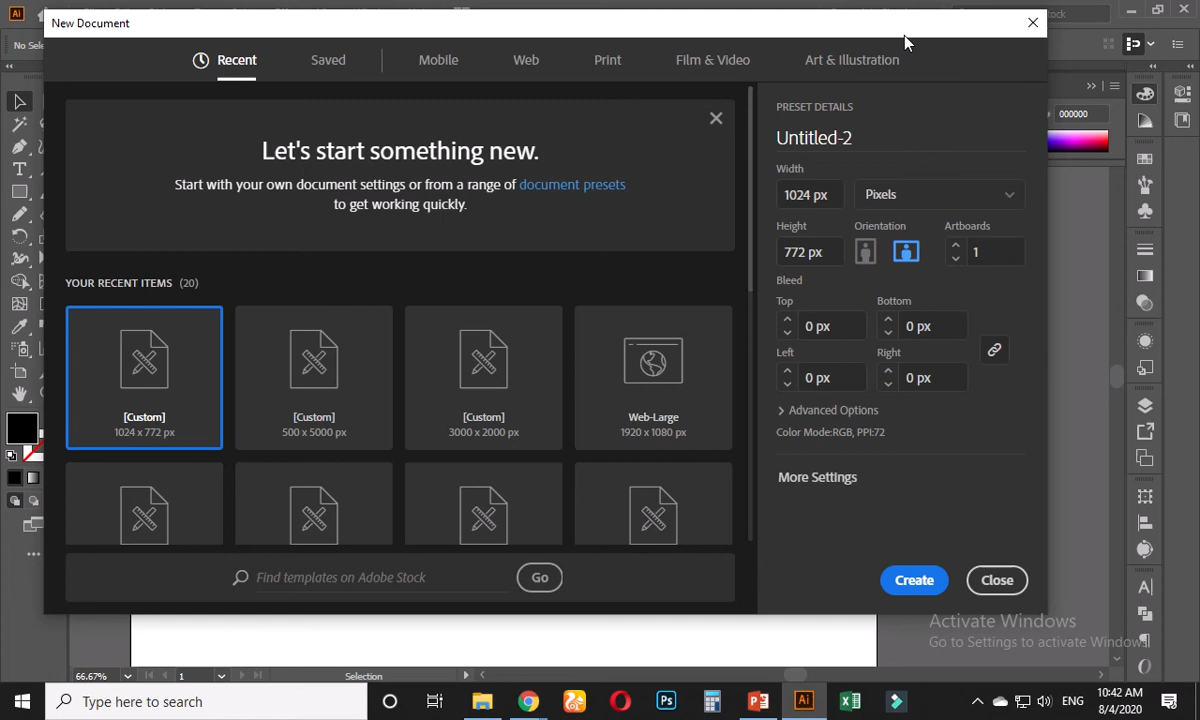 Ai
New Document
No Sele
Recent
Saved
Mobile
Web
Print
Film & Video
Art & Illustration
Let's start something new.
Start with your own document settings or from a range of document presets
to get working quickly.
YOUR RECENT ITEMS (20)
[Custom]
1024 x 772 px
[Custom]
500 x 5000 px
[Custom]
3000 x 2000 px
Web-Large
1920 x 1080 px
Find templates on Adobe Stock
Go
PRESET DETAILS
Untitled-2
Width
1024 px
Pixels
Height
Orientation
Artboards
772 px
1
Bleed
Top
Bottom
0 px
0 px
Left
Right
0 px
0 px
Advanced Options
Color Mode:RGB, PPI:72
More Settings
Create
Close
000000
Activate Windows
Go to Settings to activate Windows.
66.67%
1
Selection
Type here to search
Ps
Ai
ENG
10:42 AM
8/4/2020